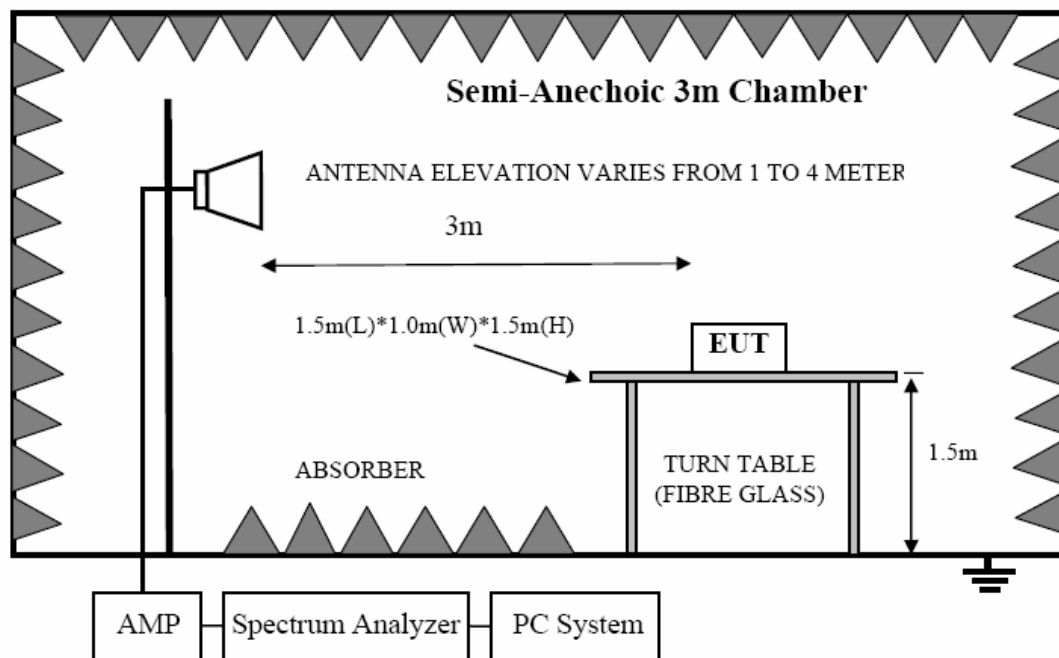 Semi-Anechoic 3m Chamber
ANTENNA ELEVATION VARIES FROM 1 TO 4 METER
3m
1.5m(L)*1.0m(W)*1.5m(H)
EUT
1.5m
ABSORBER
TURN TABLE
(FIBRE GLASS)
AMP
Spectrum Analyzer
PC System